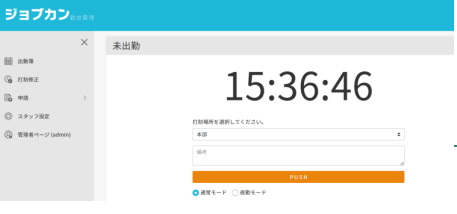 ジョブカン勤怠管理
未出勤
出勤簿
打刻修正
申請
スタッフ設定
管理者ページ (admin)
15:36:46
打刻場所を選択してください。
本部
備考
PUSH
通常モード 夜勤モード